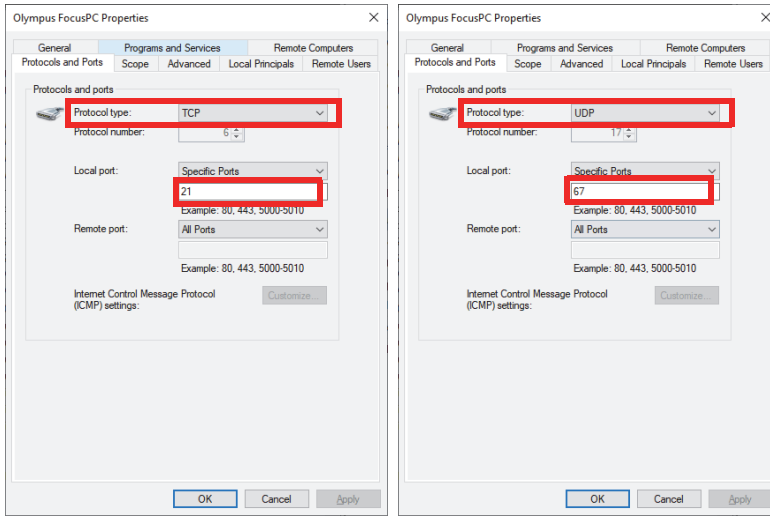 Olympus FocusPC Properties
General Programs and Services Remote Computers
Protocols and Ports Scope Advanced Local Principals Remote Users
Protocols and ports
Protocol type: TCP
Protocol number: 6
Local port: Specific Ports
21
Example: 80, 443, 5000-5010
Remote port: All Ports
Example: 80, 443, 5000-5010
Internet Control Message Protocol
(ICMP) settings:
Customize...
OK Cancel Apply
Olympus FocusPC Properties
General Programs and Services Remote Computers
Protocols and Ports Scope Advanced Local Principals Remote Users
Protocols and ports
Protocol type: UDP
Protocol number: 17
Local port: Specific Ports
67
Example: 80, 443, 5000-5010
Remote port: All Ports
Example: 80, 443, 5000-5010
Internet Control Message Protocol
(ICMP) settings:
Customize...
OK Cancel Apply